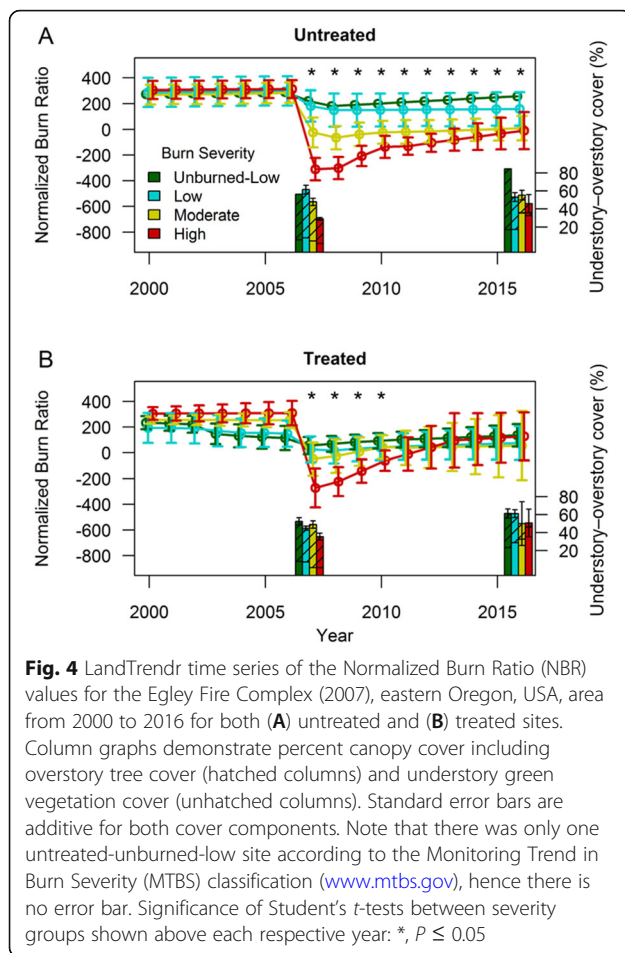 A
Untreated
* * * * * * * * * *
400
200
0
-200
-400
-600
-800
Normalized Burn Ratio
Burn Severity
Unburned-Low
Low
Moderate
High
80
60
40
20
Understory–overstory cover (%)
2000 2005 2010 2015
B
Treated
* * * *
400
200
0
-200
-400
-600
-800
Normalized Burn Ratio
80
60
40
20
Understory–overstory cover (%)
2000 2005 2010 2015
Year
Fig. 4 LandTrendr time series of the Normalized Burn Ratio (NBR)
values for the Egley Fire Complex (2007), eastern Oregon, USA, area
from 2000 to 2016 for both (A) untreated and (B) treated sites.
Column graphs demonstrate percent canopy cover including
overstory tree cover (hatched columns) and understory green
vegetation cover (unhatched columns). Standard error bars are
additive for both cover components. Note that there was only one
untreated-unburned-low site according to the Monitoring Trend in
Burn Severity (MTBS) classification (www.mtbs.gov), hence there is
no error bar. Significance of Student's t-tests between severity
groups shown above each respective year: *, P ≤ 0.05